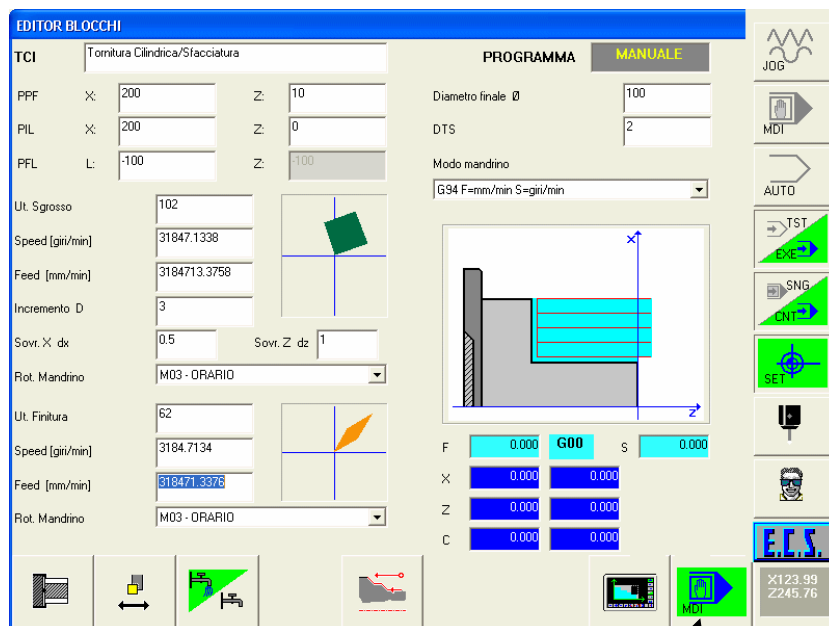 EDITOR BLOCCHI
TCI Tornitura Cilindrica/Sfacciatura PROGRAMMA MANUALE
PPF X: 200 Z: 10 Diametro finale Ø 100
PIL X: 200 Z: 0 DTS 2
PFL L: -100 Z: -100 Modo mandrino
G94 F=mm/min S=giri/min
Ut. Sgrosso 102
Speed [giri/min] 31847.1338
Feed [mm/min] 3184713.3758
Incremento D 3
Sovr. X dx 0.5 Sovr. Z dz 1
Rot. Mandrino M03 - ORARIO
Ut. Finitura 62
Speed [giri/min] 3184.7134
Feed [mm/min] 318471.3376
Rot. Mandrino M03 - ORARIO
x
z
F 0.000 G00 S 0.000
X 0.000 0.000
Z 0.000 0.000
C 0.000 0.000
JOG
MDI
AUTO
TST
EXE
SNG
CNT
SET
E.C.S.
MDI
X123.99
Z245.76